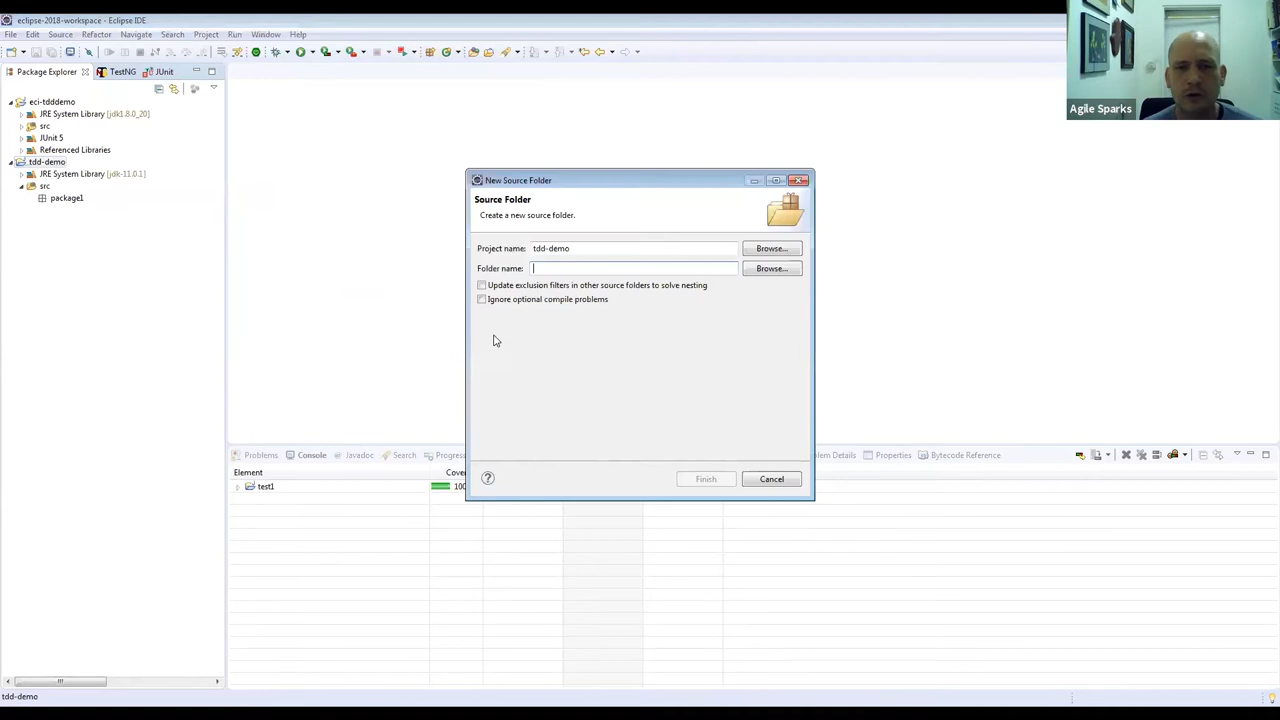 eclipse-2018-workspace - Eclipse IDE
File Edit Source Refactor Navigate Search Project Run Window Help
Package Explorer TestNG JUnit
eci-tdddemo
JRE System Library [jdk1.8.0_20]
src
JUnit 5
Referenced Libraries
tdd-demo
JRE System Library [jdk-11.0.1]
src
package1
Agile Sparks
New Source Folder
Source Folder
Create a new source folder.
Project name: tdd-demo Browse...
Folder name: Browse...
Update exclusion filters in other source folders to solve nesting
Ignore optional compile problems
? Finish Cancel
Problems Console Javadoc Search Progress Details Properties Bytecode Reference
Element Cover
test1 100
tdd-demo